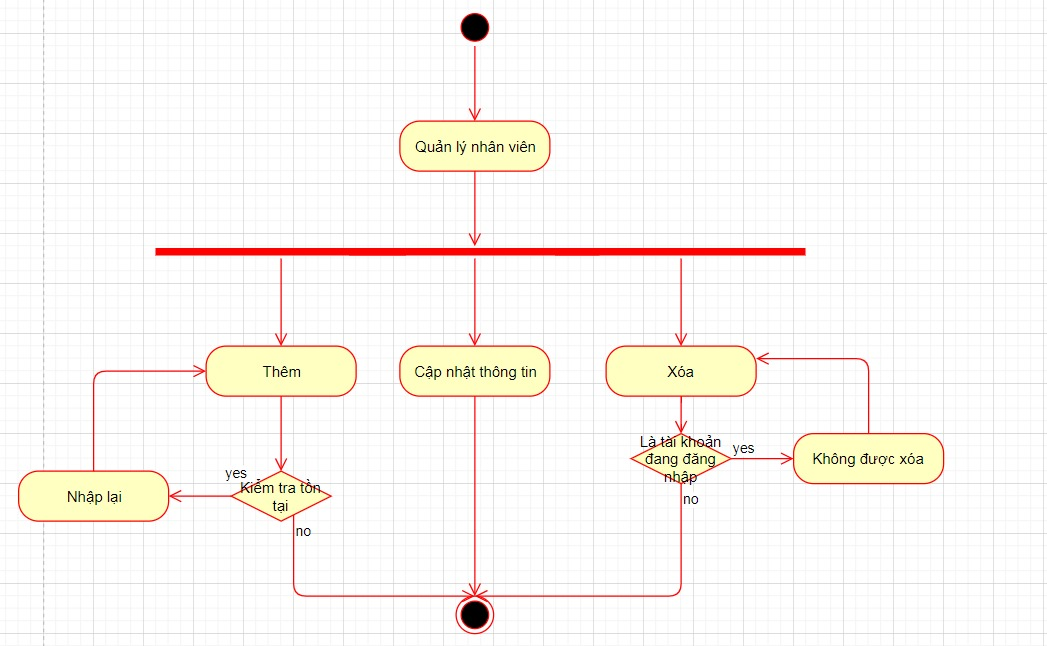 Quản lý nhân viên
Thêm
Cập nhật thông tin
Xóa
Là tài khoản
đang đăng
nhập
yes
Không được xóa
no
yes
Kiểm tra tồn
tại
Nhập lại
no